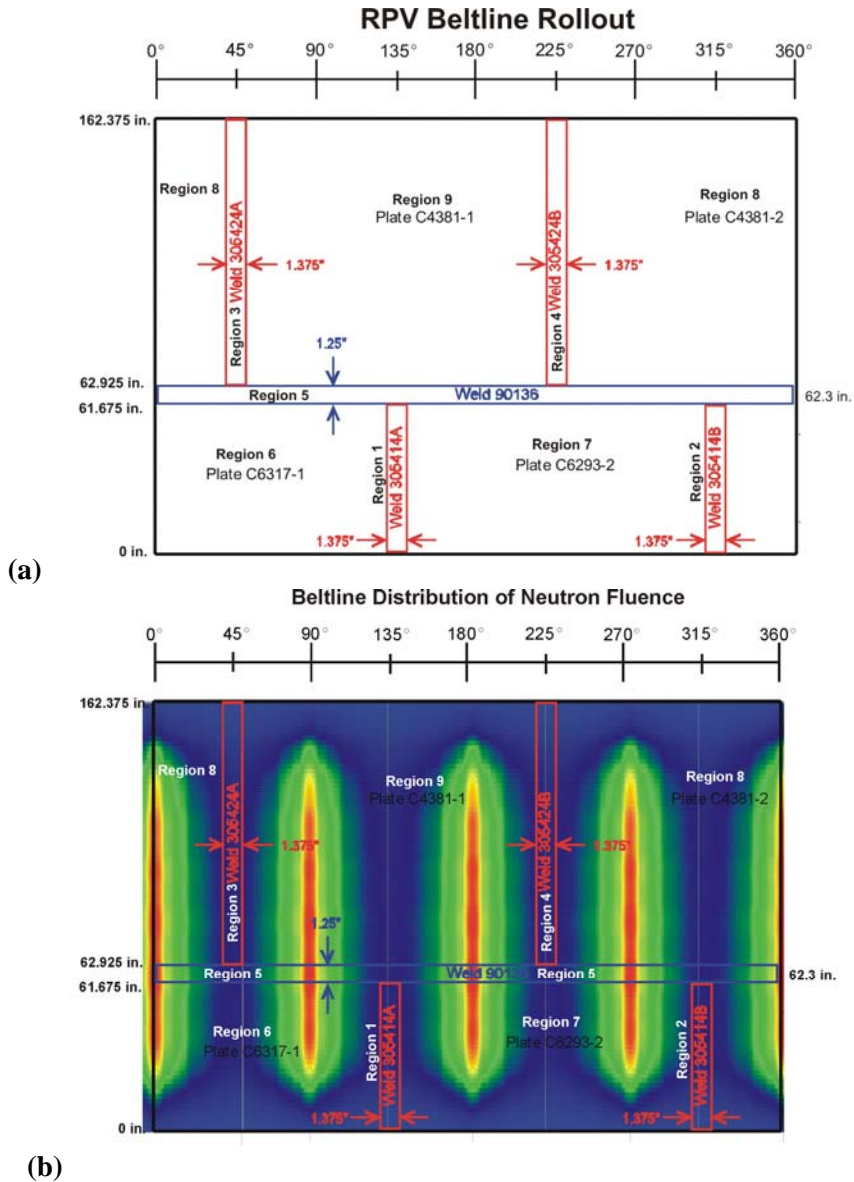 RPV Beltline Rollout
0° 45° 90° 135° 180° 225° 270° 315° 360°
162.375 in.
Region 8
Region 9
Plate C4381-1
Region 8
Plate C4381-2
Region 3 Weld 305424A
1.375"
Region 4 Weld 305424B
1.375"
1.25"
62.925 in.
Region 5
Weld 90136
62.3 in.
61.675 in.
Region 6
Plate C6317-1
Region 1
Weld 305414A
Region 7
Plate C6293-2
Region 2
Weld 305414B
1.375"
1.375"
0 in.
(a)
Beltline Distribution of Neutron Fluence
0° 45° 90° 135° 180° 225° 270° 315° 360°
162.375 in.
Region 8
Region 9
Plate C4381-1
Region 8
Plate C4381-2
Region 3 Weld 305424A
1.375"
Region 4 Weld 305424B
1.375"
1.25"
62.925 in.
Region 5
Weld 9013
Region 5
62.3 in.
61.675 in.
Region 6
Plate C6317-1
Region 1
Weld 305414A
Region 7
Plate C6293-2
Region 2
Weld 305414B
1.375"
1.375"
0 in.
(b)